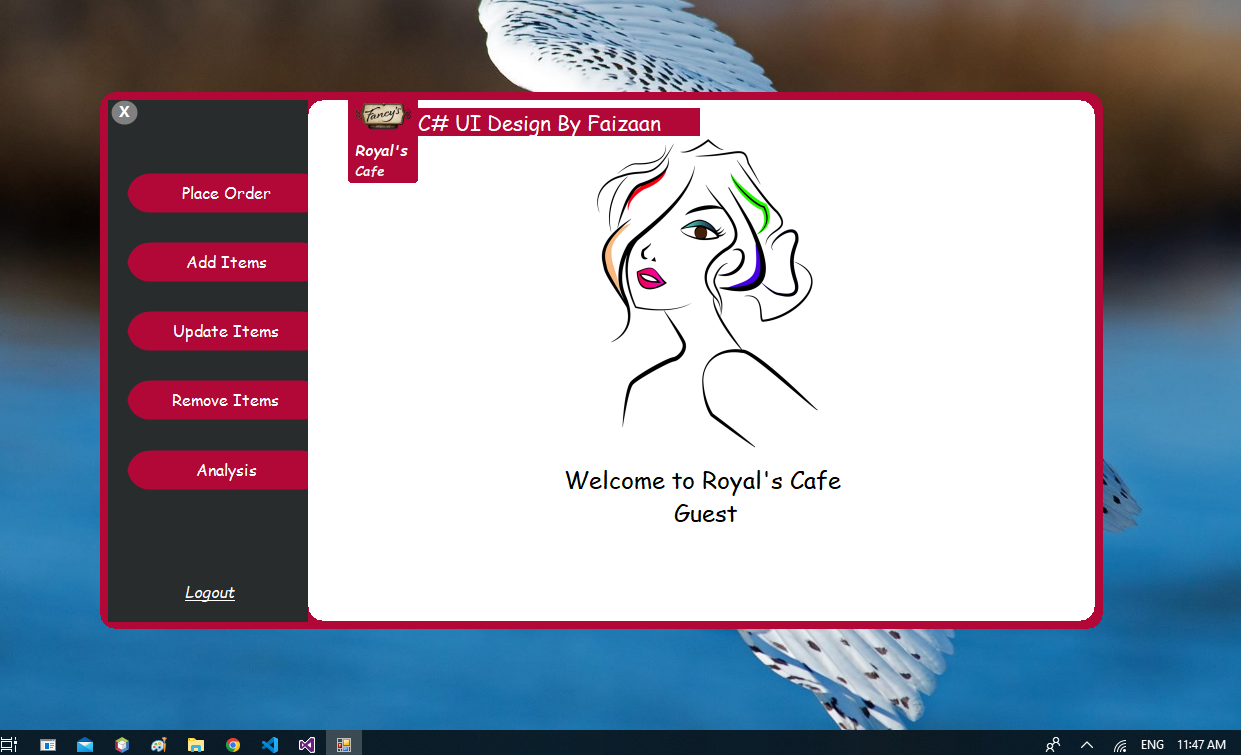 X
Fancy's
C# UI Design By Faizaan
Royal's
Cafe
Place Order
Add Items
Update Items
Remove Items
Analysis
Welcome to Royal's Cafe
Guest
Logout
ENG
11:47 AM